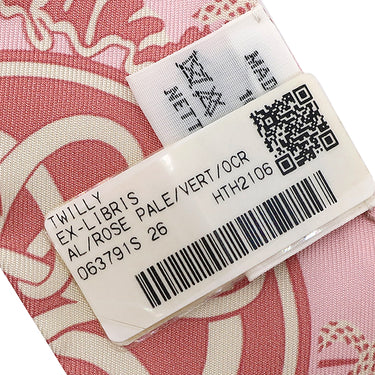 TWILLY
EX-LIBRIS
AL/ROSE PALE/VERT/OCR
063791S 26
HTH2106